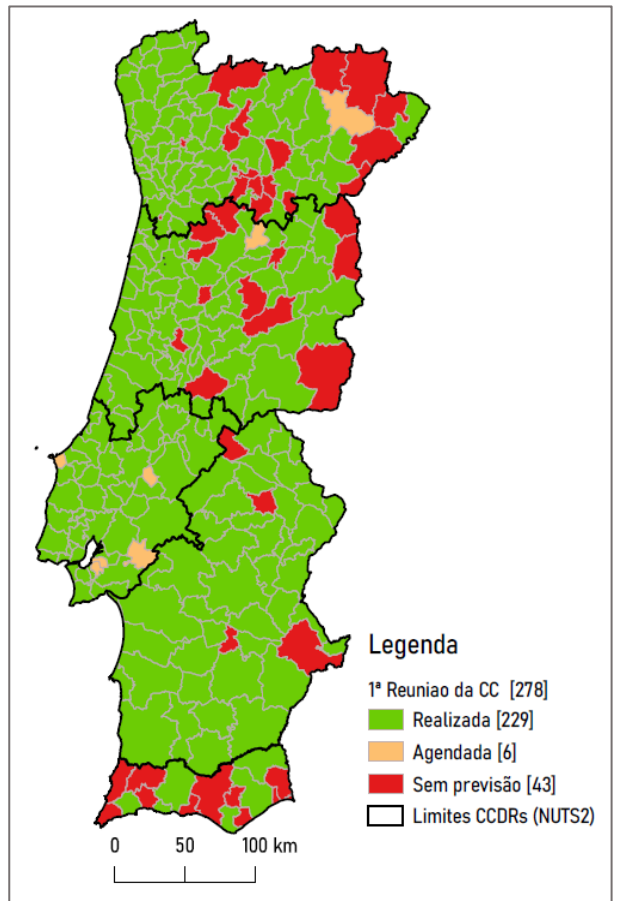 Legenda
1ª Reuniao da CC [278]
Realizada [229]
Agendada [6]
Sem previsão [43]
Limites CCDRs (NUTS2)
0 50 100 km